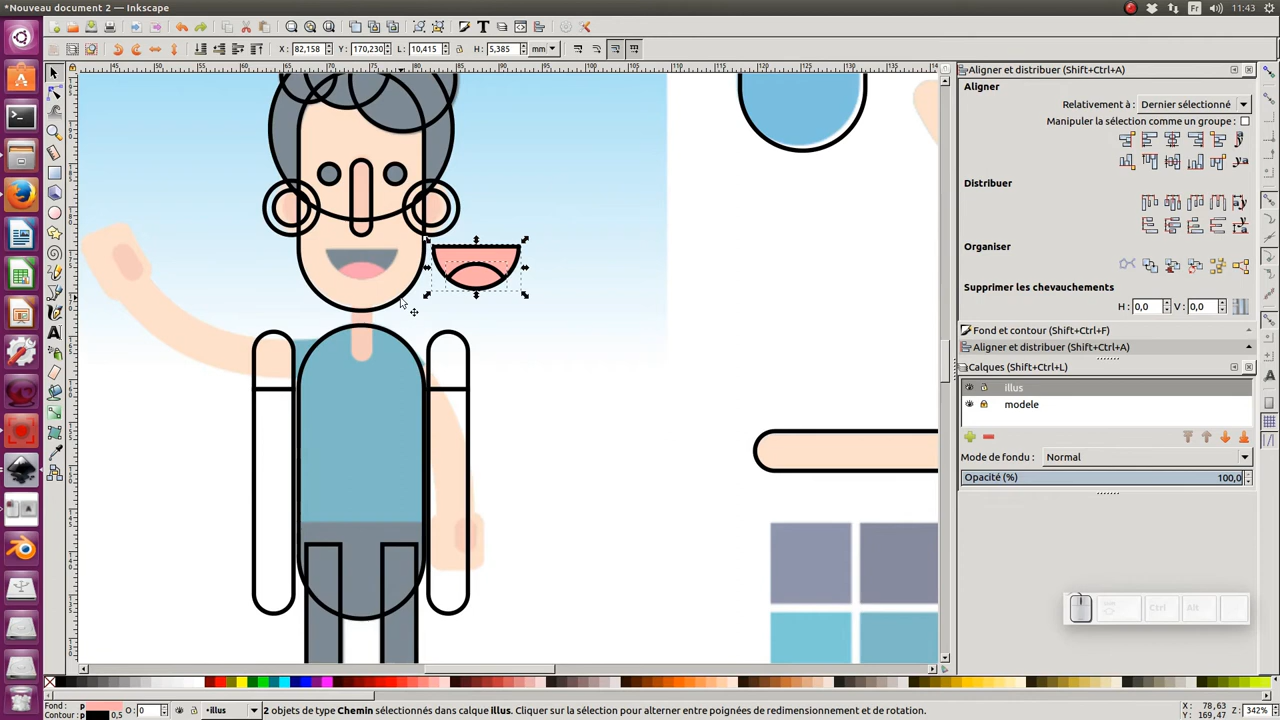 *Nouveau document 2 - Inkscape
Fr
11:43
X: 82,158
Y: 170,230
L: 10,415
H: 5,385
mm
Aligner et distribuer (Shift+Ctrl+A)
Aligner
Relativement à : Dernier sélectionné
Manipuler la sélection comme un groupe :
Distribuer
Organiser
Supprimer les chevauchements
H : 0,0 V : 0,0
Fond et contour (Shift+Ctrl+F)
Aligner et distribuer (Shift+Ctrl+A)
Calques (Shift+Ctrl+L)
illus
modele
Mode de fondu : Normal
Opacité (%) 100,0
Ctrl Alt
Fond : p
Contour : p 0,5
O: 0
•illus
2 objets de type Chemin sélectionnés dans calque illus. Cliquer sur la sélection pour alterner entre poignées de redimensionnement et de rotation.
X : 78,63
Y : 169,47
Z : 342%